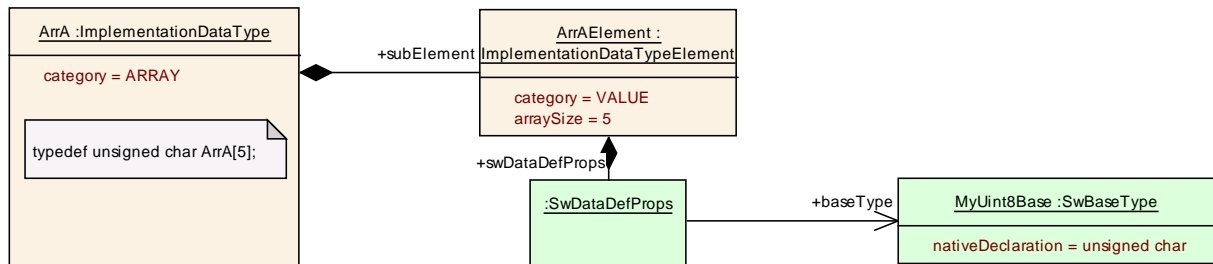 ArrA :ImplementationDataType
category = ARRAY
typedef unsigned char ArrA[5];
+subElement
ArrAElement :
ImplementationDataTypeElement
category = VALUE
arraySize = 5
+swDataDefProps
:SwDataDefProps
+baseType
MyUint8Base :SwBaseType
nativeDeclaration = unsigned char